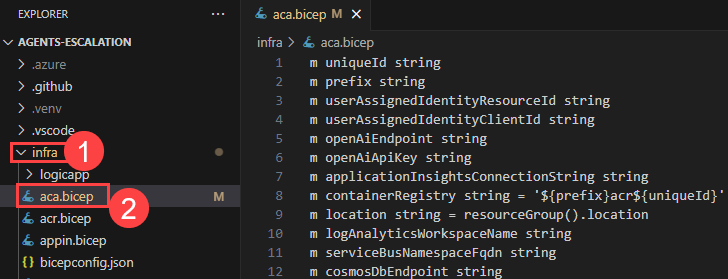 EXPLORER
AGENTS-ESCALATION
.azure
.github
.venv
.vscode
infra
1
logicapp
aca.bicep M
2
acr.bicep
appin.bicep
{} bicepconfig.json
aca.bicep M ×
infra > aca.bicep
1 m uniqueId string
2 m prefix string
3 m userAssignedIdentityResourceId string
4 m userAssignedIdentityClientId string
5 m openAiEndpoint string
6 m openAiApiKey string
7 m applicationInsightsConnectionString string
8 m containerRegistry string = '${prefix}acr${uniqueId}'
9 m location string = resourceGroup().location
10 m logAnalyticsWorkspaceName string
11 m serviceBusNamespaceFqdn string
12 m cosmosDbEndpoint string